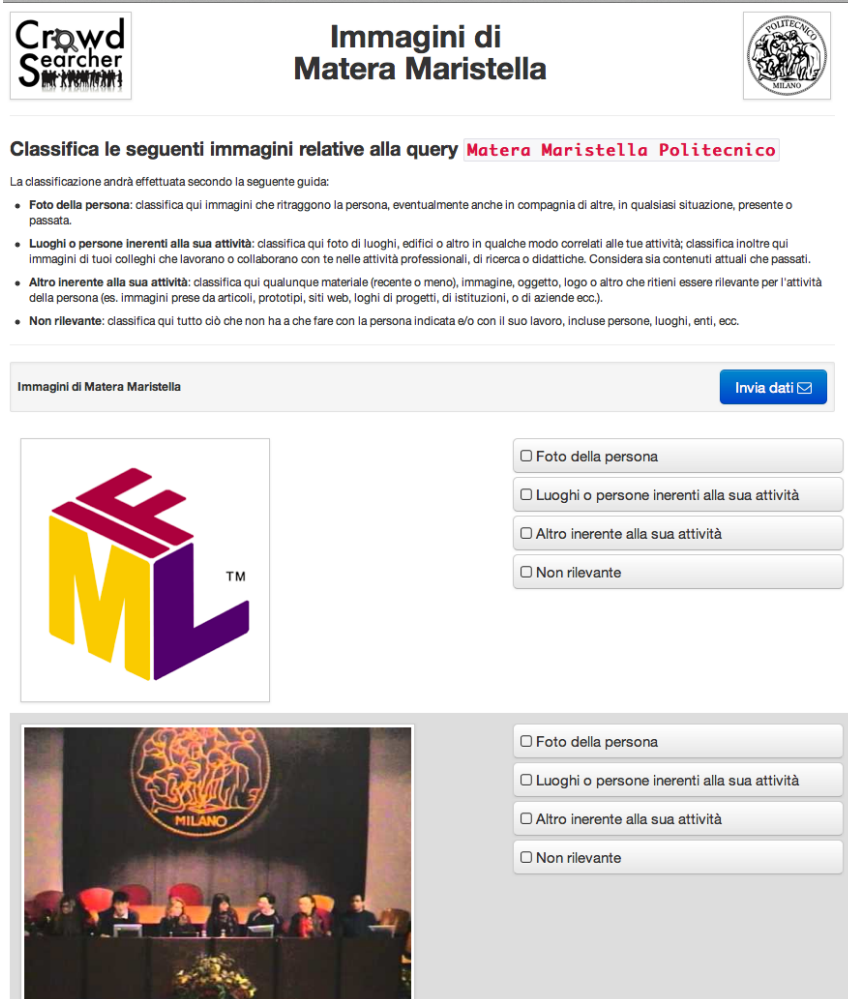 Crowd
Searcher
Immagini di
Matera Maristella
POLITECNICO
MILANO
Classifica le seguenti immagini relative alla query Matera Maristella Politecnico
La classificazione andrà effettuata secondo la seguente guida:
• Foto della persona: classifica qui immagini che ritraggono la persona, eventualmente anche in compagnia di altre, in qualsiasi situazione, presente o
passata.
• Luoghi o persone inerenti alla sua attività: classifica qui foto di luoghi, edifici o altro in qualche modo correlati alle tue attività; classifica inoltre qui
immagini di tuoi colleghi che lavorano o collaborano con te nelle attività professionali, di ricerca o didattiche. Considera sia contenuti attuali che passati.
• Altro inerente alla sua attività: classifica qui qualunque materiale (recente o meno), immagine, oggetto, logo o altro che ritieni essere rilevante per l'attività
della persona (es. immagini prese da articoli, prototipi, siti web, loghi di progetti, di istituzioni, o di aziende ecc.).
• Non rilevante: classifica qui tutto ciò che non ha a che fare con la persona indicata e/o con il suo lavoro, incluse persone, luoghi, enti, ecc.
Immagini di Matera Maristella
Invia dati
IFML
TM
Foto della persona
Luoghi o persone inerenti alla sua attività
Altro inerente alla sua attività
Non rilevante
MILANO
Foto della persona
Luoghi o persone inerenti alla sua attività
Altro inerente alla sua attività
Non rilevante